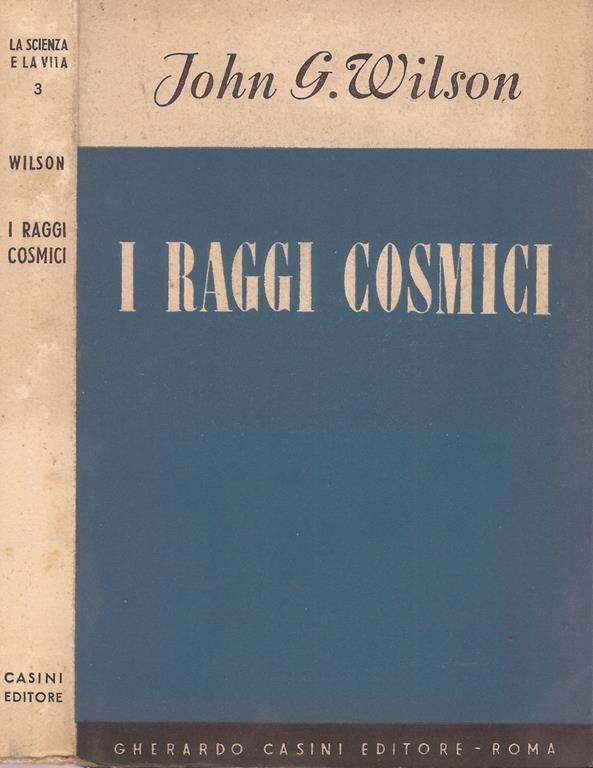 LA SCIENZA
E LA VITA
3
WILSON
I RAGGI
COSMICI
CASINI
EDITORE
John G. Wilson
I RAGGI COSMICI
GHERARDO CASINI EDITORE - ROMA